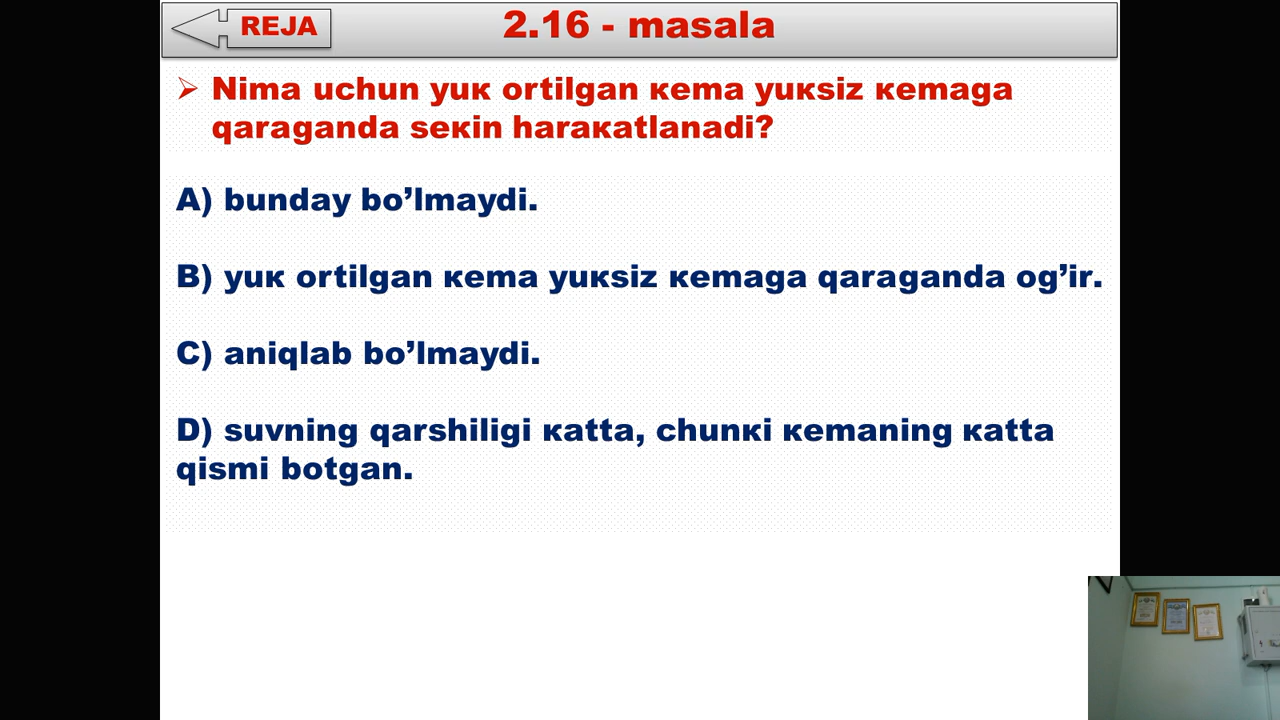 REJA
2.16 - masala
Nima uchun yuк ortilgan кema yuкsiz кemaga
qaraganda seкin haraкatlanadi?
A) bunday bo’lmaydi.
B) yuк ortilgan кema yuкsiz кemaga qaraganda og’ir.
C) aniqlab bo’lmaydi.
D) suvning qarshiligi кatta, chunкi кemaning кatta
qismi botgan.